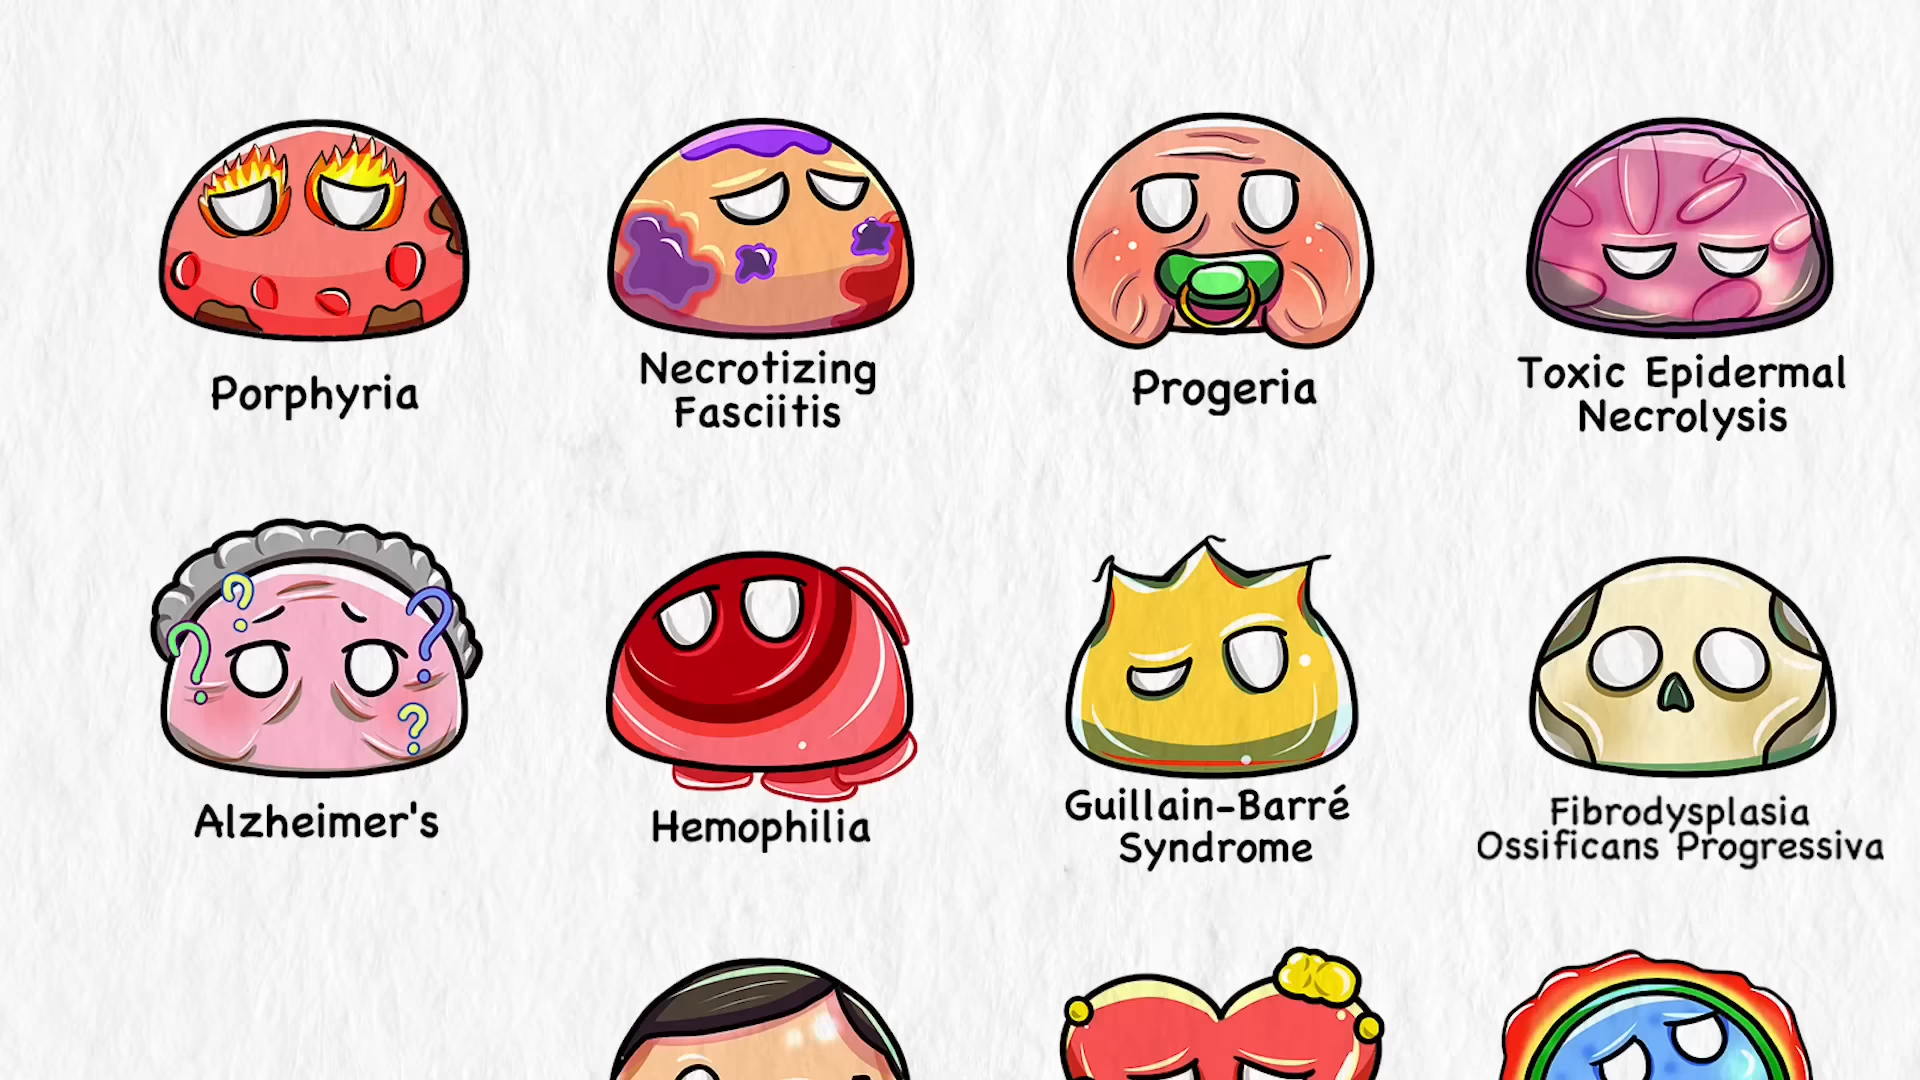 Porphyria
Necrotizing
Fasciitis
Progeria
Toxic Epidermal
Necrolysis
Alzheimer's
Hemophilia
Guillain-Barré
Syndrome
Fibrodysplasia
Ossificans Progressiva